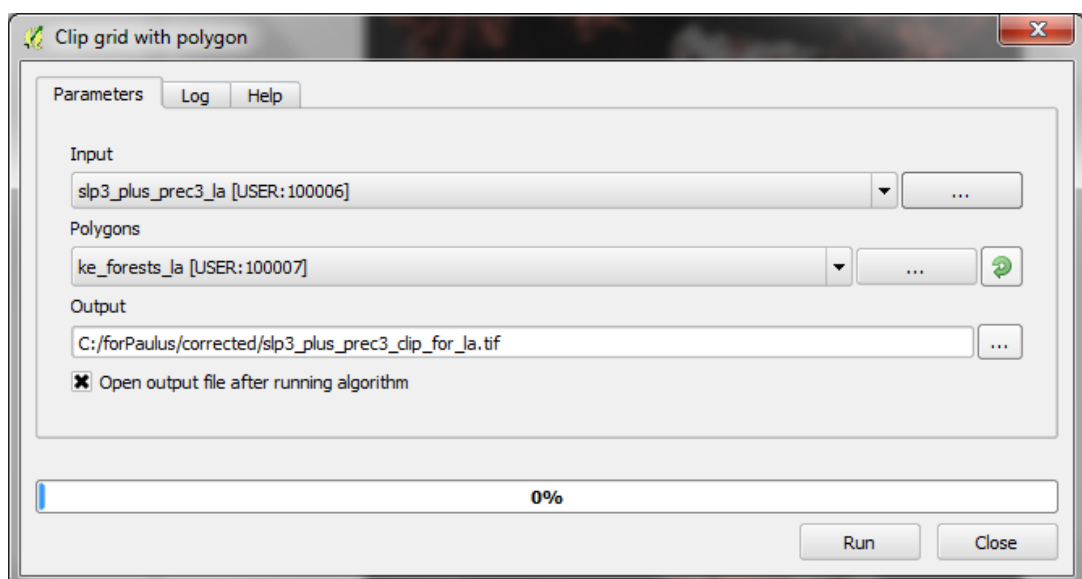 Clip grid with polygon
Parameters Log Help
Input
slp3_plus_prec3_la [USER:100006]
...
Polygons
ke_forests_la [USER:100007]
...
Output
C:/forPaulus/corrected/slp3_plus_prec3_clip_for_la.tif
...
Open output file after running algorithm
0%
Run Close